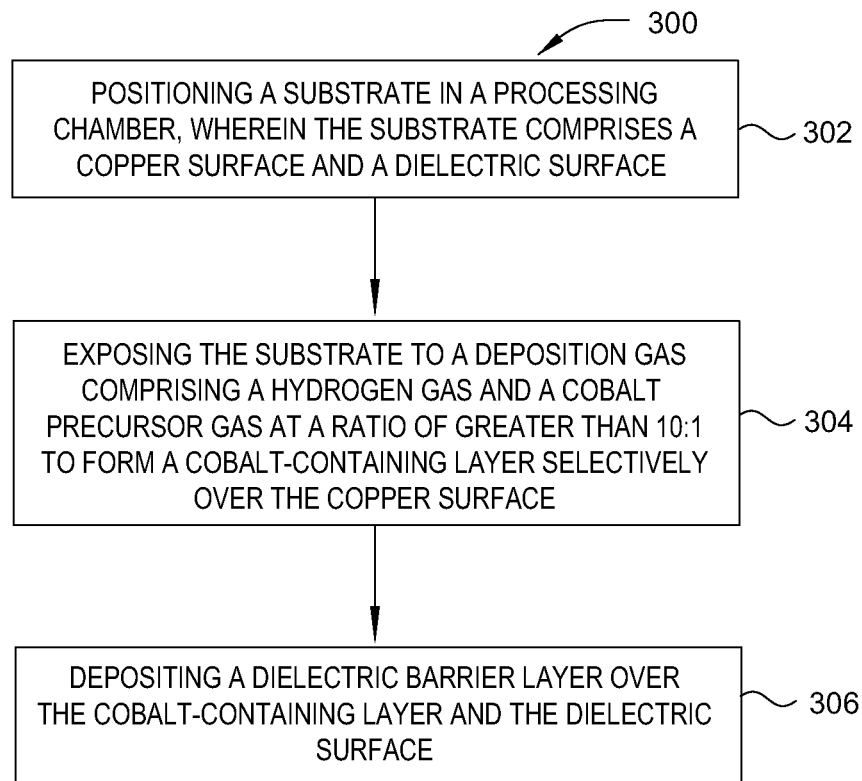 300
POSITIONING A SUBSTRATE IN A PROCESSING
CHAMBER, WHEREIN THE SUBSTRATE COMPRISES A
COPPER SURFACE AND A DIELECTRIC SURFACE
302
EXPOSING THE SUBSTRATE TO A DEPOSITION GAS
COMPRISING A HYDROGEN GAS AND A COBALT
PRECURSOR GAS AT A RATIO OF GREATER THAN 10:1
TO FORM A COBALT-CONTAINING LAYER SELECTIVELY
OVER THE COPPER SURFACE
304
DEPOSITING A DIELECTRIC BARRIER LAYER OVER
THE COBALT-CONTAINING LAYER AND THE DIELECTRIC
SURFACE
306